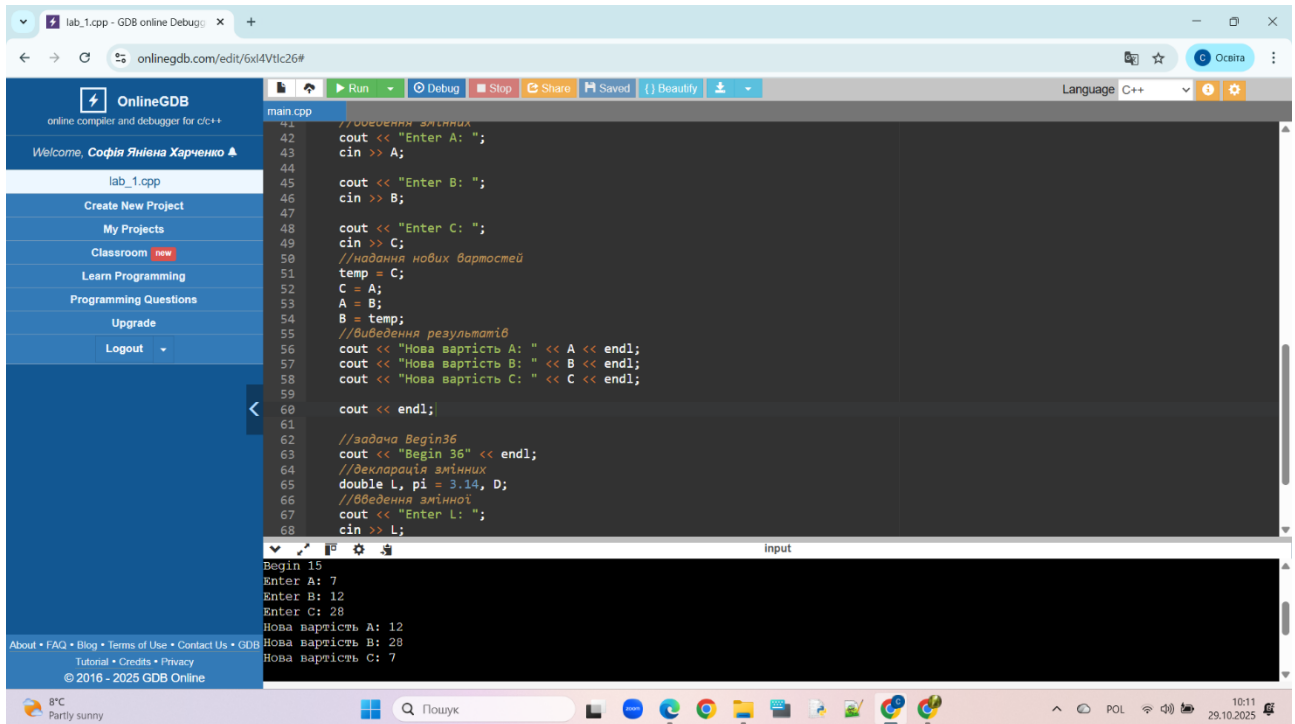 lab_1.cpp - GDB online Debugg
onlinegdb.com/edit/6xl4VtIc26#
Освіта
OnlineGDB
online compiler and debugger for c/c++
Welcome, Софія Янівна Харченко
lab_1.cpp
Create New Project
My Projects
Classroom new
Learn Programming
Programming Questions
Upgrade
Logout
About • FAQ • Blog • Terms of Use • Contact Us • GDB
Tutorial • Credits • Privacy
© 2016 - 2025 GDB Online
Run Debug Stop Share Saved {} Beautify
Language C++
main.cpp
41 //введення змінних
42 cout << "Enter A: ";
43 cin >> A;
44
45 cout << "Enter B: ";
46 cin >> B;
47
48 cout << "Enter C: ";
49 cin >> C;
50 //надання нових вартостей
51 temp = C;
52 C = A;
53 A = B;
54 B = temp;
55 //виведення результатів
56 cout << "Нова вартість A: " << A << endl;
57 cout << "Нова вартість B: " << B << endl;
58 cout << "Нова вартість C: " << C << endl;
59
60 cout << endl;
61
62 //задача Begin36
63 cout << "Begin 36" << endl;
64 //декларація змінних
65 double L, pi = 3.14, D;
66 //введення змінної
67 cout << "Enter L: ";
68 cin >> L;
input
Begin 15
Enter A: 7
Enter B: 12
Enter C: 28
Нова вартість A: 12
Нова вартість B: 28
Нова вартість C: 7
8°C
Partly sunny
Пошук
zoom
POL
10:11
29.10.2025